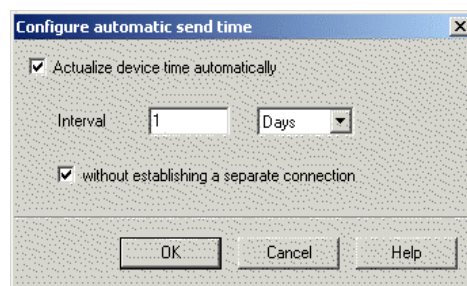 Configure automatic send time
Actualize device time automatically
Interval 1 Days
without establishing a separate connection
OK Cancel Help